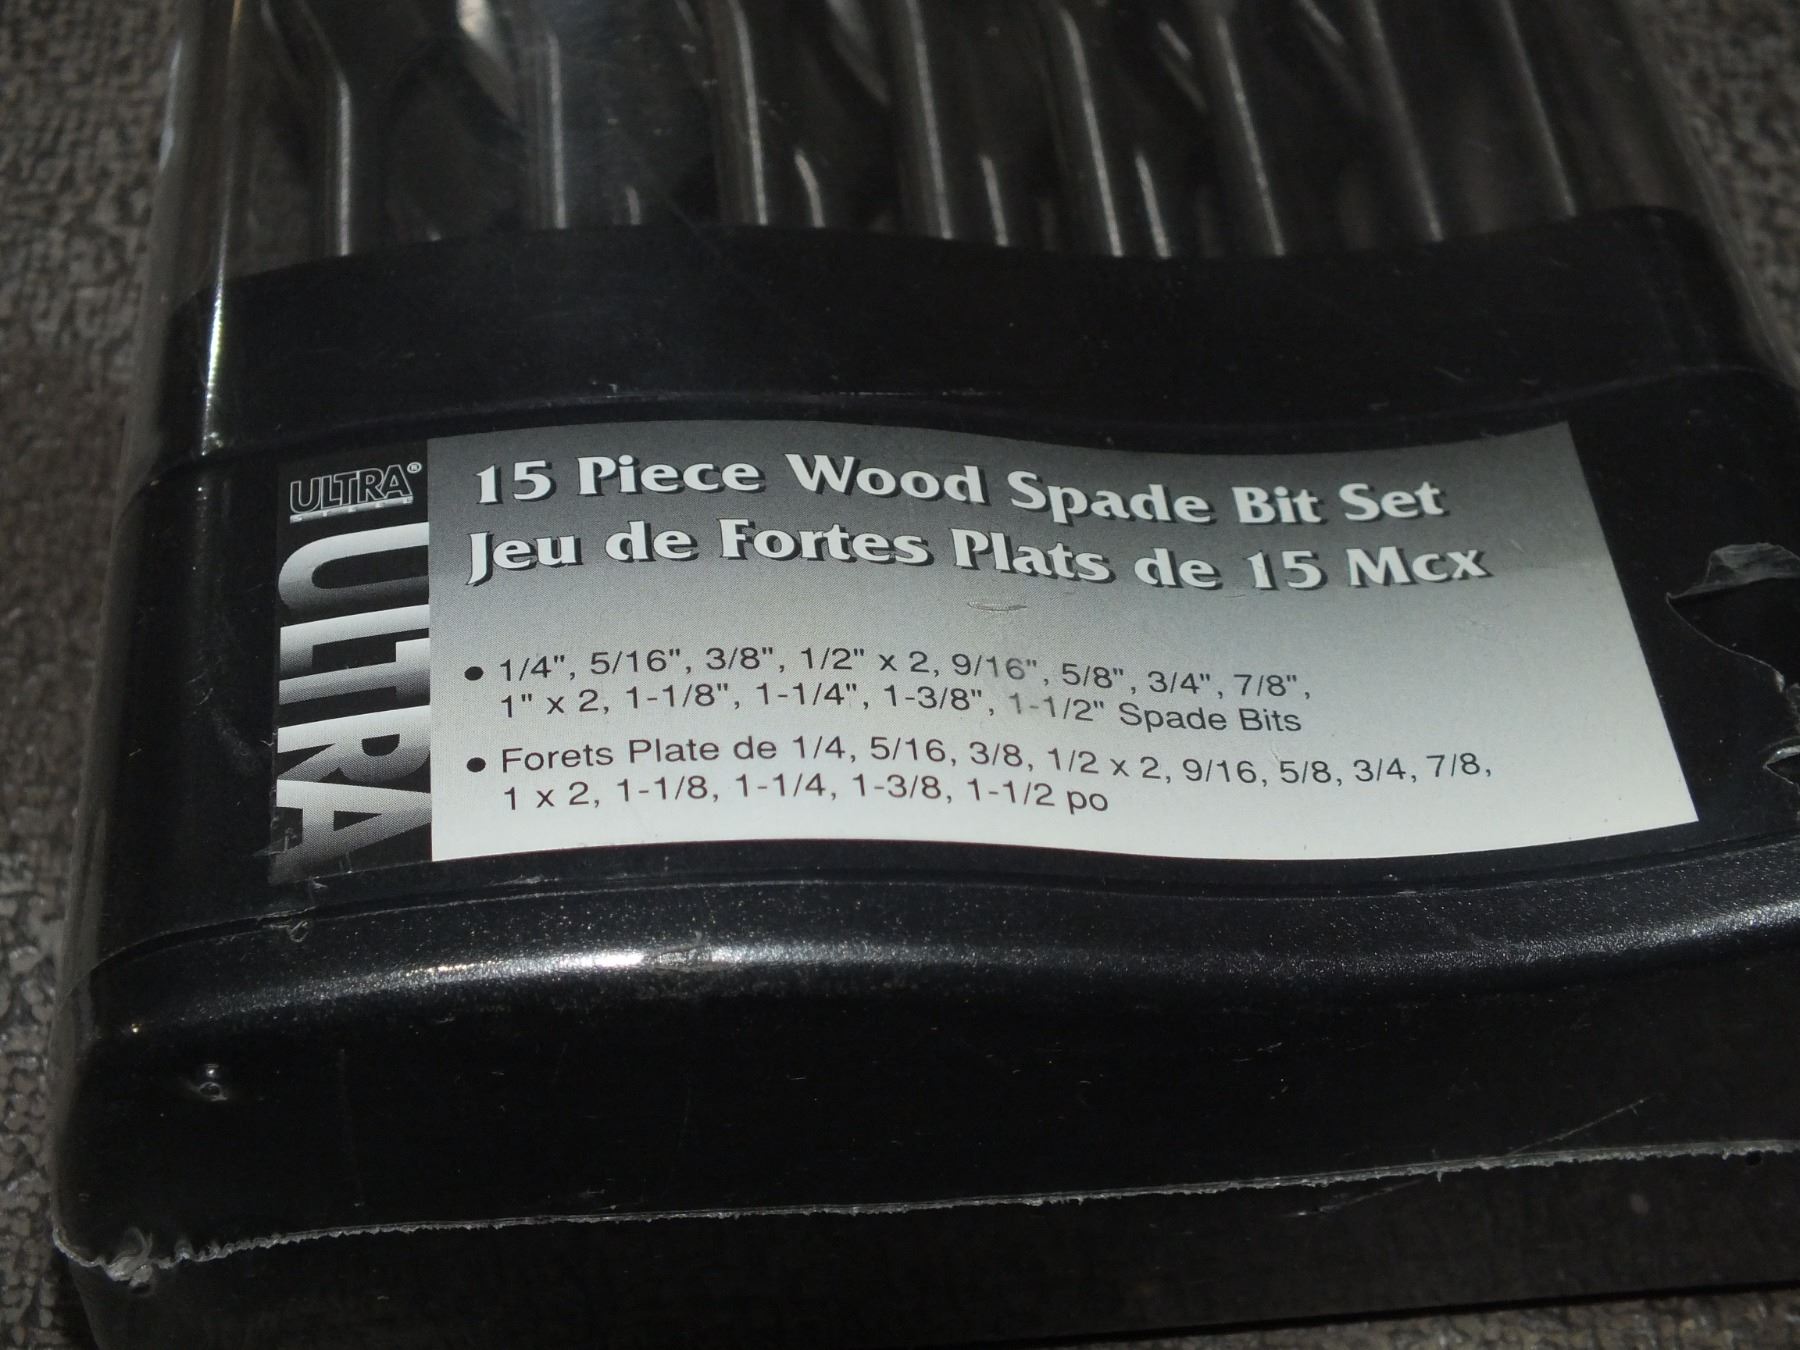 ULTRA®
STEEL
ULTRA
15 Piece Wood Spade Bit Set
Jeu de Fortes Plats de 15 Mcx
• 1/4", 5/16", 3/8", 1/2" x 2, 9/16", 5/8", 3/4", 7/8",
1" x 2, 1-1/8", 1-1/4", 1-3/8", 1-1/2" Spade Bits
• Forets Plate de 1/4, 5/16, 3/8, 1/2 x 2, 9/16, 5/8, 3/4, 7/8,
1 x 2, 1-1/8, 1-1/4, 1-3/8, 1-1/2 po